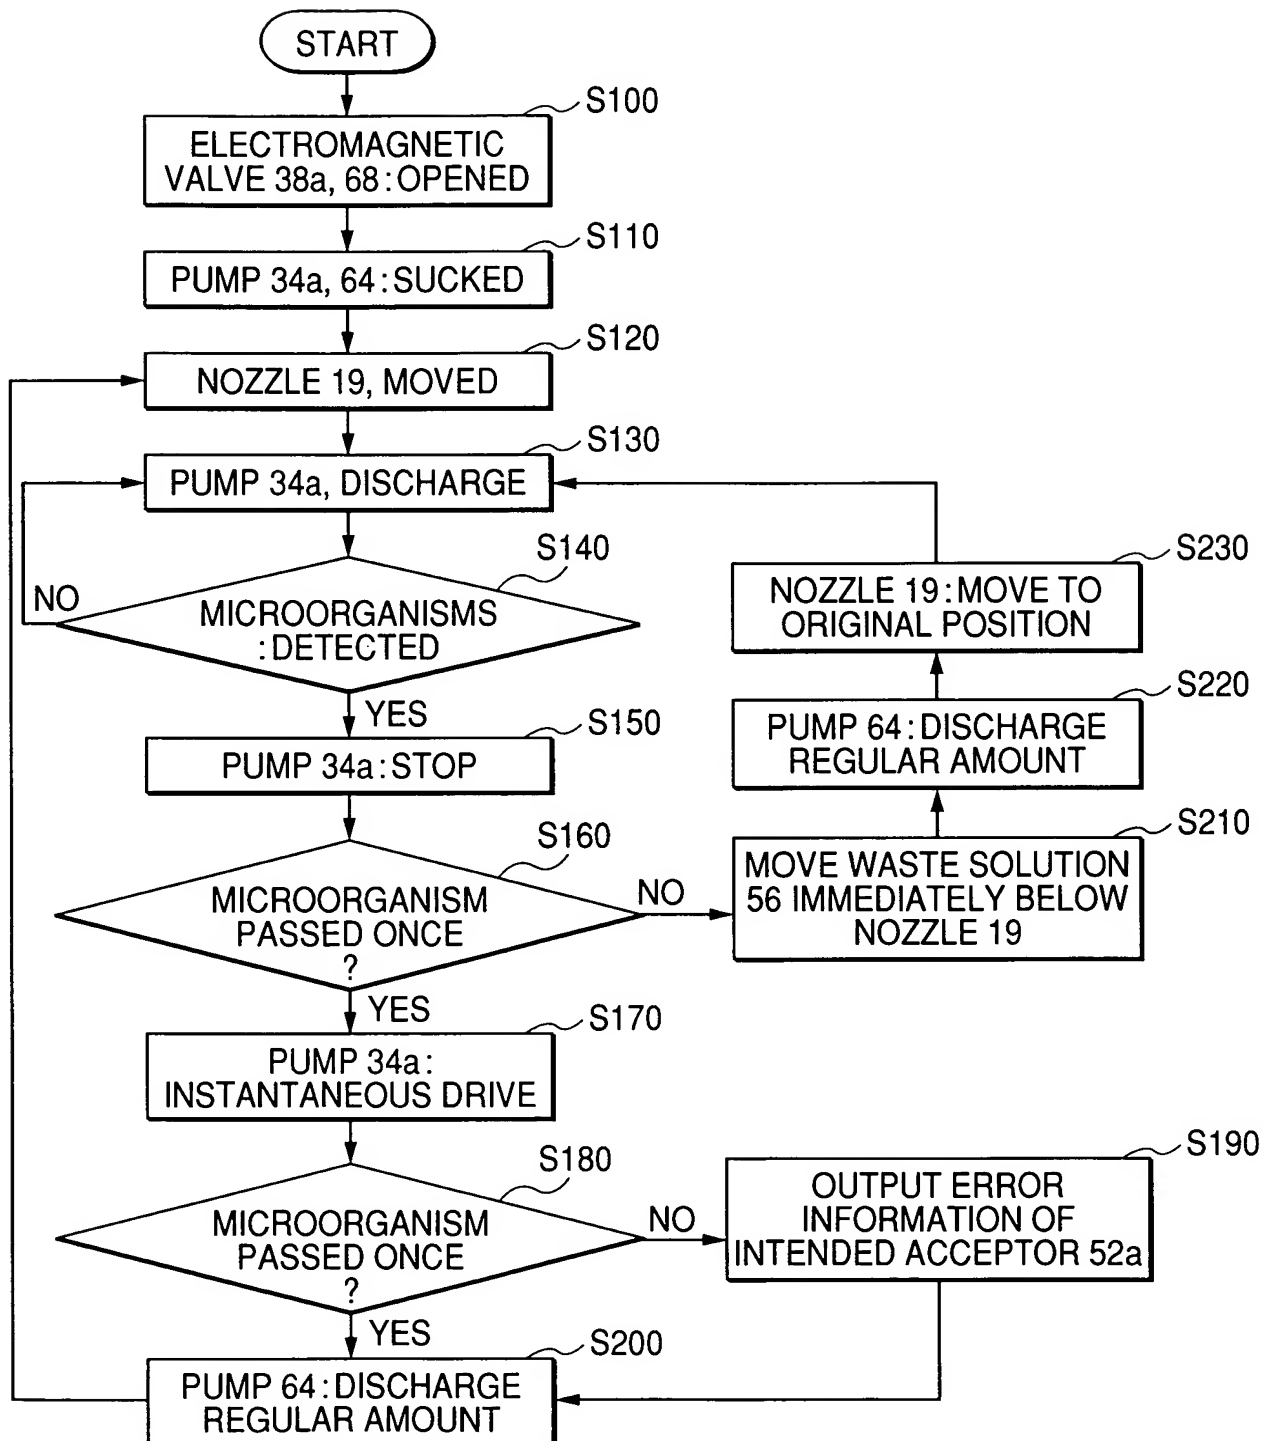 START
S100
ELECTROMAGNETIC
VALVE 38a, 68:OPENED
S110
PUMP 34a, 64:SUCKED
S120
NOZZLE 19, MOVED
S130
PUMP 34a, DISCHARGE
S140
NO
MICROORGANISMS
:DETECTED
YES
S150
PUMP 34a:STOP
S160
MICROORGANISM
PASSED ONCE
?
NO
YES
S170
PUMP 34a:
INSTANTANEOUS DRIVE
S180
MICROORGANISM
PASSED ONCE
?
NO
YES
S190
OUTPUT ERROR
INFORMATION OF
INTENDED ACCEPTOR 52a
S200
PUMP 64:DISCHARGE
REGULAR AMOUNT
S230
NOZZLE 19:MOVE TO
ORIGINAL POSITION
S220
PUMP 64:DISCHARGE
REGULAR AMOUNT
S210
MOVE WASTE SOLUTION
56 IMMEDIATELY BELOW
NOZZLE 19